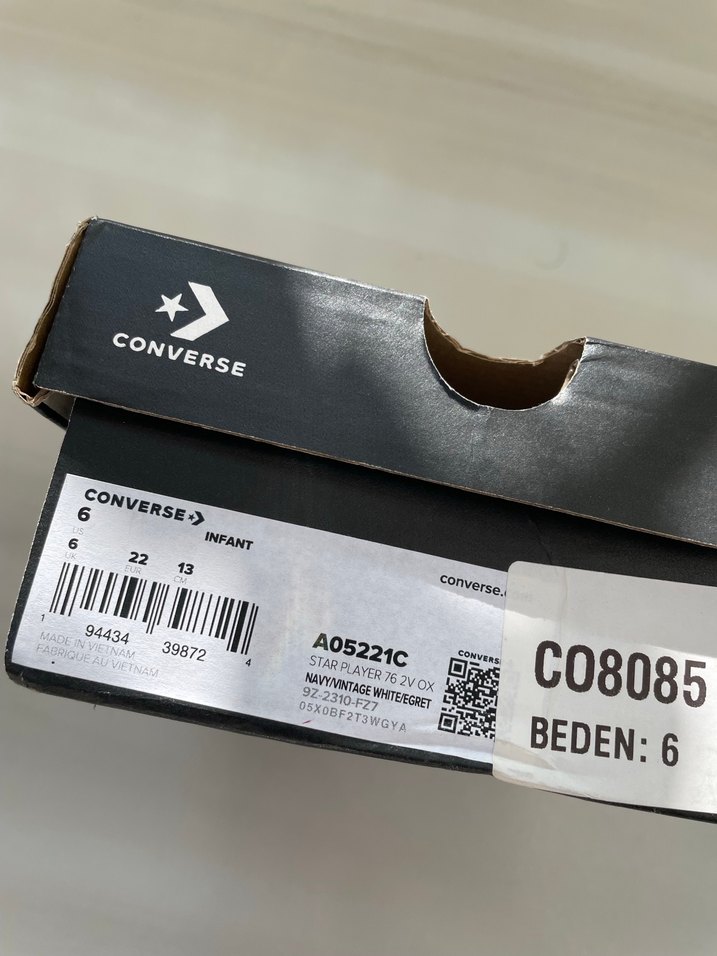 CONVERSE
CONVERSE
6
US
INFANT
6
UK
22
EUR
13
CM
1 94434 39872 4
MADE IN VIETNAM
FABRIQUE AU VIETNAM
converse.
A05221C
STAR PLAYER 76 2V OX
NAVY/VINTAGE WHITE/EGRET
9Z-2310-FZ7
05X0BF2T3WGYA
CONVERS
CO8085
BEDEN: 6